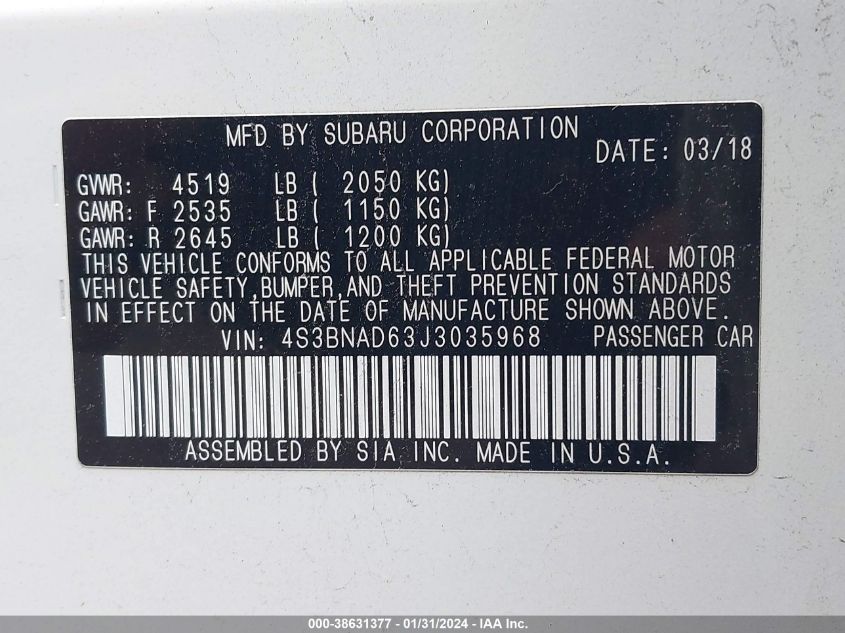 MFD BY SUBARU CORPORATION
DATE: 03/18
GVWR: 4519 LB ( 2050 KG)
GAWR: F 2535 LB ( 1150 KG)
GAWR: R 2645 LB ( 1200 KG)
THIS VEHICLE CONFORMS TO ALL APPLICABLE FEDERAL MOTOR
VEHICLE SAFETY,BUMPER,AND THEFT PREVENTION STANDARDS
IN EFFECT ON THE DATE OF MANUFACTURE SHOWN ABOVE.
VIN: 4S3BNAD63J3035968 PASSENGER CAR
ASSEMBLED BY SIA INC. MADE IN U.S.A.
000-38631377 - 01/31/2024 - IAA Inc.